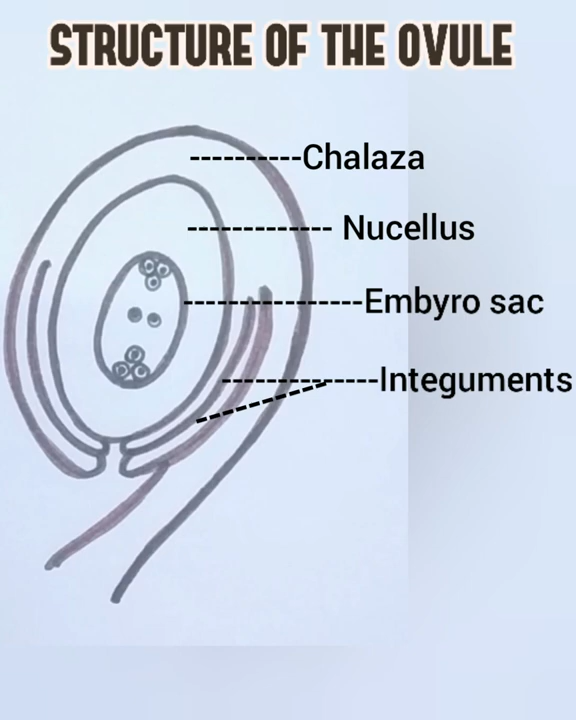 STRUCTURE OF THE OVULE
Chalaza
Nucellus
Embyro sac
Integuments